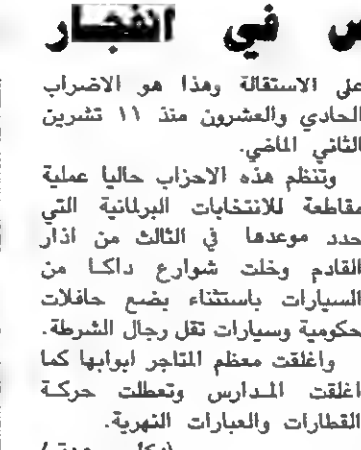 س في انفجار
على الاستقالة وهذا هو الاضراب
الحادي والعشرون منذ ١١ تشرين
الثاني الماضي.
وتنظم هذه الاحزاب حاليا عملية
مقاطعة للانتخابات البرلمانية التي
حدد موعدها في الثالث من اذار
القادم وخلت شوارع داكا من
السيارات باستثناء بضع حافلات
حكومية وسيارات تقل رجال الشرطة.
واغلقت معظم المتاجر ابوابها كما
اغلقت المدارس وتعطلت حركة
القطارات والعبارات النهرية.